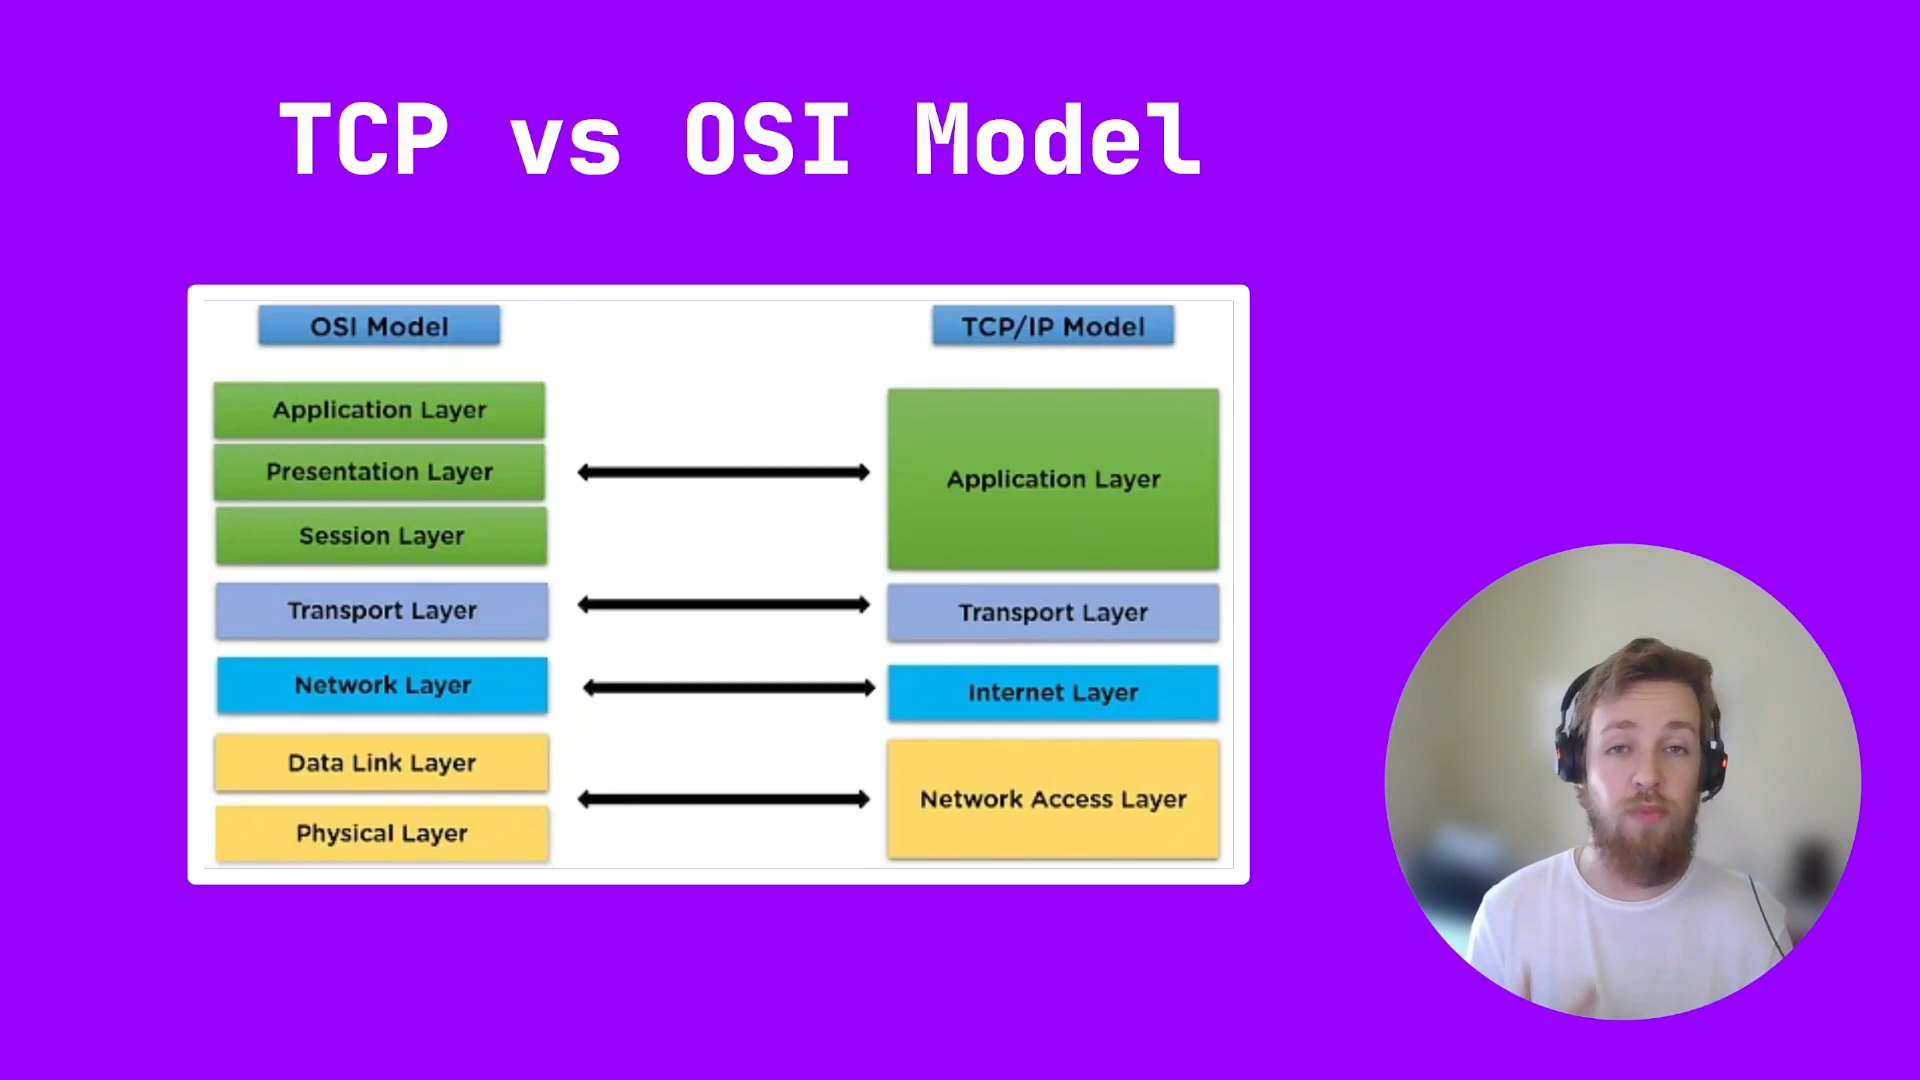 TCP vs OSI Model
OSI Model
Application Layer
Presentation Layer
Session Layer
Transport Layer
Network Layer
Data Link Layer
Physical Layer
TCP/IP Model
Application Layer
Transport Layer
Internet Layer
Network Access Layer